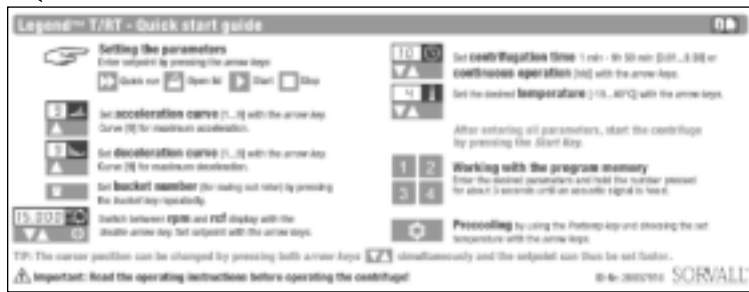 Legend™ T/RT - Quick start guide
Setting the parameters
Enter setpoint by pressing the arrow keys
Quick run Open lid Start Stop
9
Set acceleration curve [1...9] with the arrow key.
Curve [9] for maximum acceleration.
9
Set deceleration curve [1...9] with the arrow key.
Curve [9] for maximum deceleration.
Set bucket number (for swing out rotor) by pressing
the bucket key repeatedly.
15.000
Switch between rpm and rcf display with the
double arrow key. Set setpoint with the arrow keys.
10
Set centrifugation time 1 min - 9h 59 min or
continuous operation [hld] with the arrow keys.
4
Set the desired temperature with the arrow keys.
After entering all parameters, start the centrifuge
by pressing the Start Key.
1 2
3 4
Working with the program memory
Enter the desired parameters and hold the number pressed
for about 3 seconds until an acoustic signal is heard.
Precooling by using the Pretemp key and choosing the set
temperature with the arrow keys.
TIP: The cursor position can be changed by pressing both arrow keys simultaneously and the setpoint can thus be set faster.
Important: Read the operating instructions before operating the centrifuge!
SORVALL